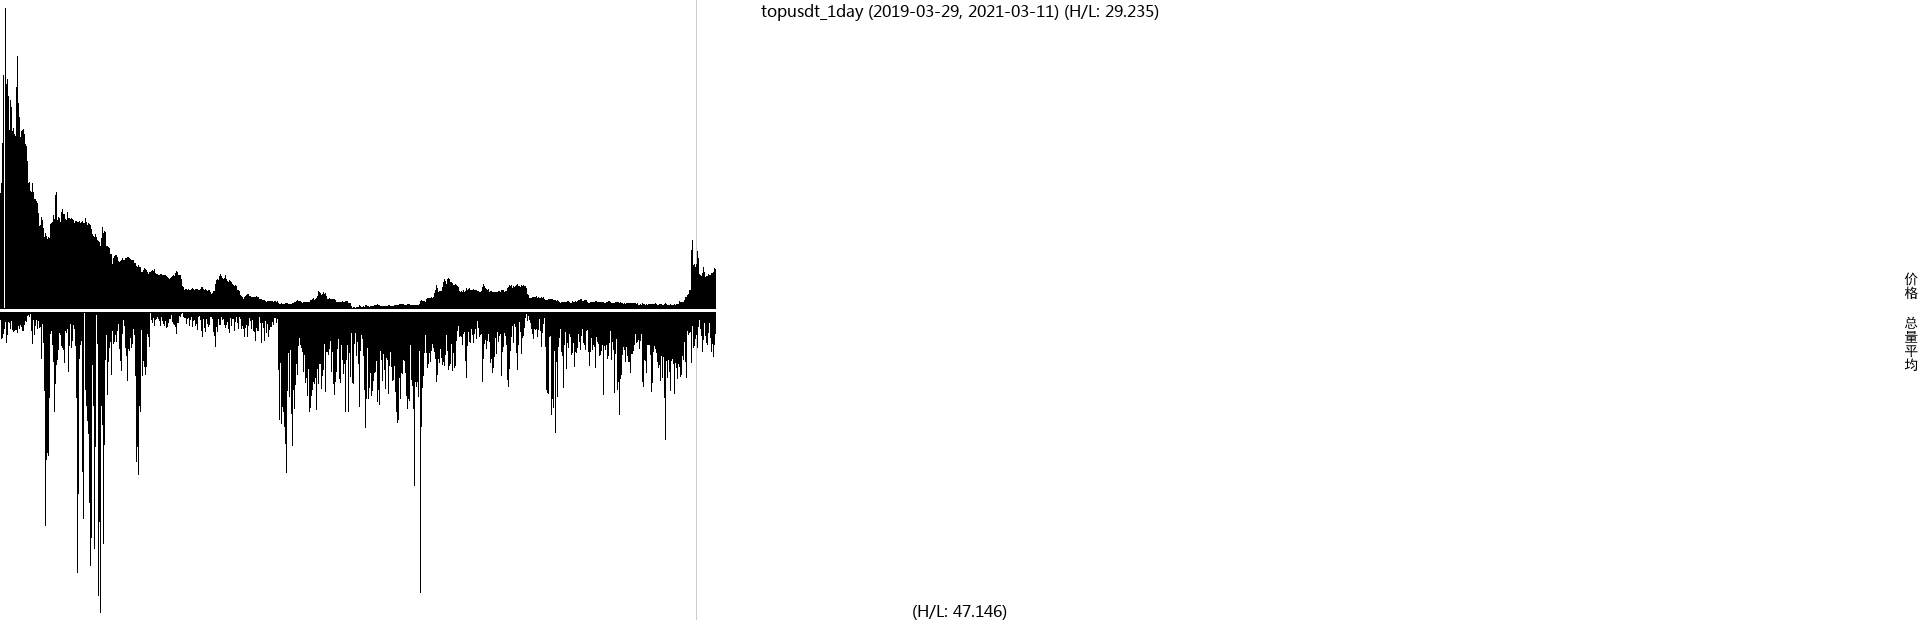 topusdt_1day (2019-03-29, 2021-03-11) (H/L: 29.235)
价格 总量平均
(H/L: 47.146)